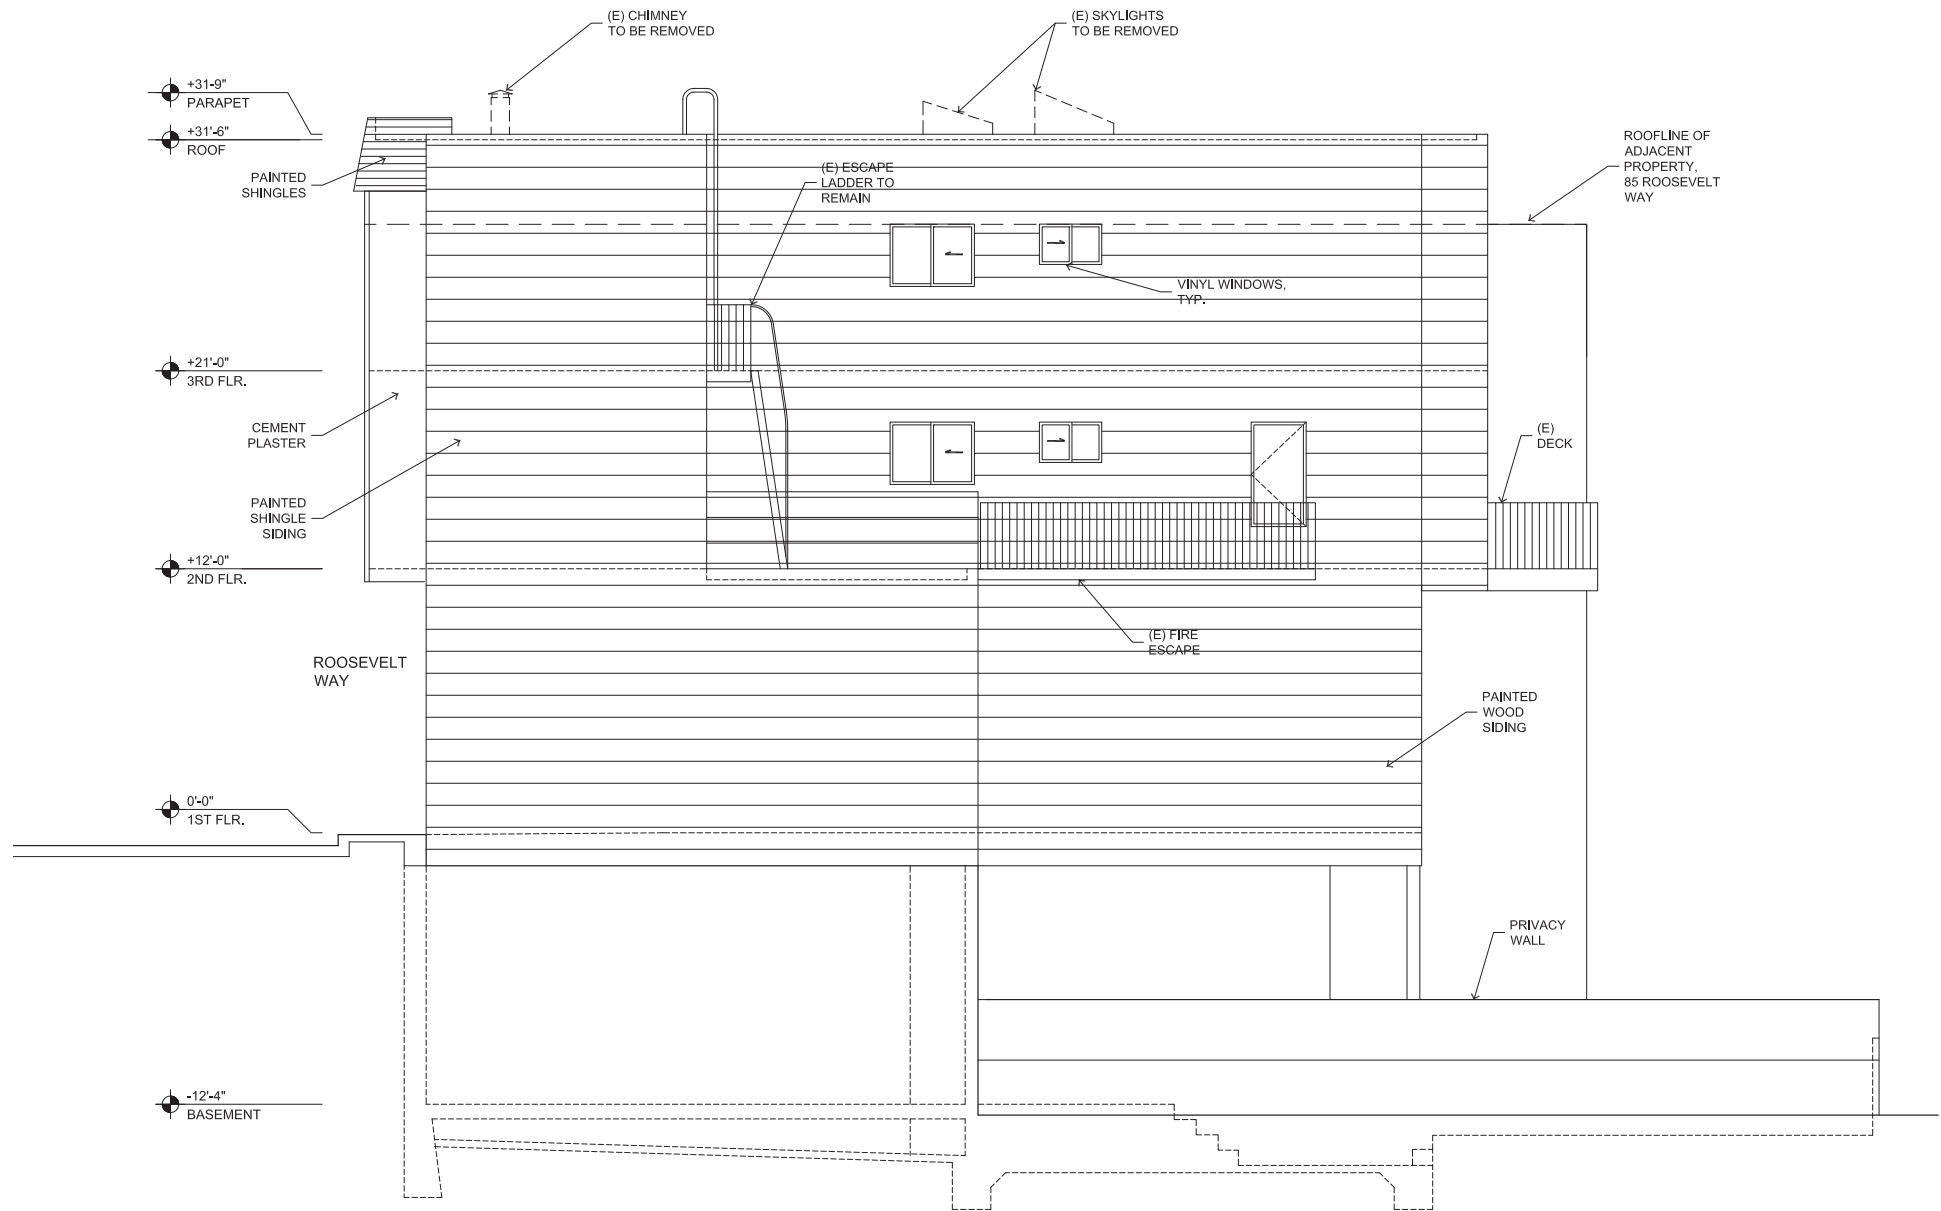 (E) CHIMNEY
TO BE REMOVED
(E) SKYLIGHTS
TO BE REMOVED
+31-9"
PARAPET
+31'-6"
ROOF
PAINTED
SHINGLES
(E) ESCAPE
LADDER TO
REMAIN
ROOFLINE OF
ADJACENT
PROPERTY,
85 ROOSEVELT
WAY
VINYL WINDOWS,
TYP.
+21'-0"
3RD FLR.
CEMENT
PLASTER
(E)
DECK
PAINTED
SHINGLE
SIDING
+12'-0"
2ND FLR.
(E) FIRE
ESCAPE
ROOSEVELT
WAY
PAINTED
WOOD
SIDING
0'-0"
1ST FLR.
PRIVACY
WALL
-12'-4"
BASEMENT